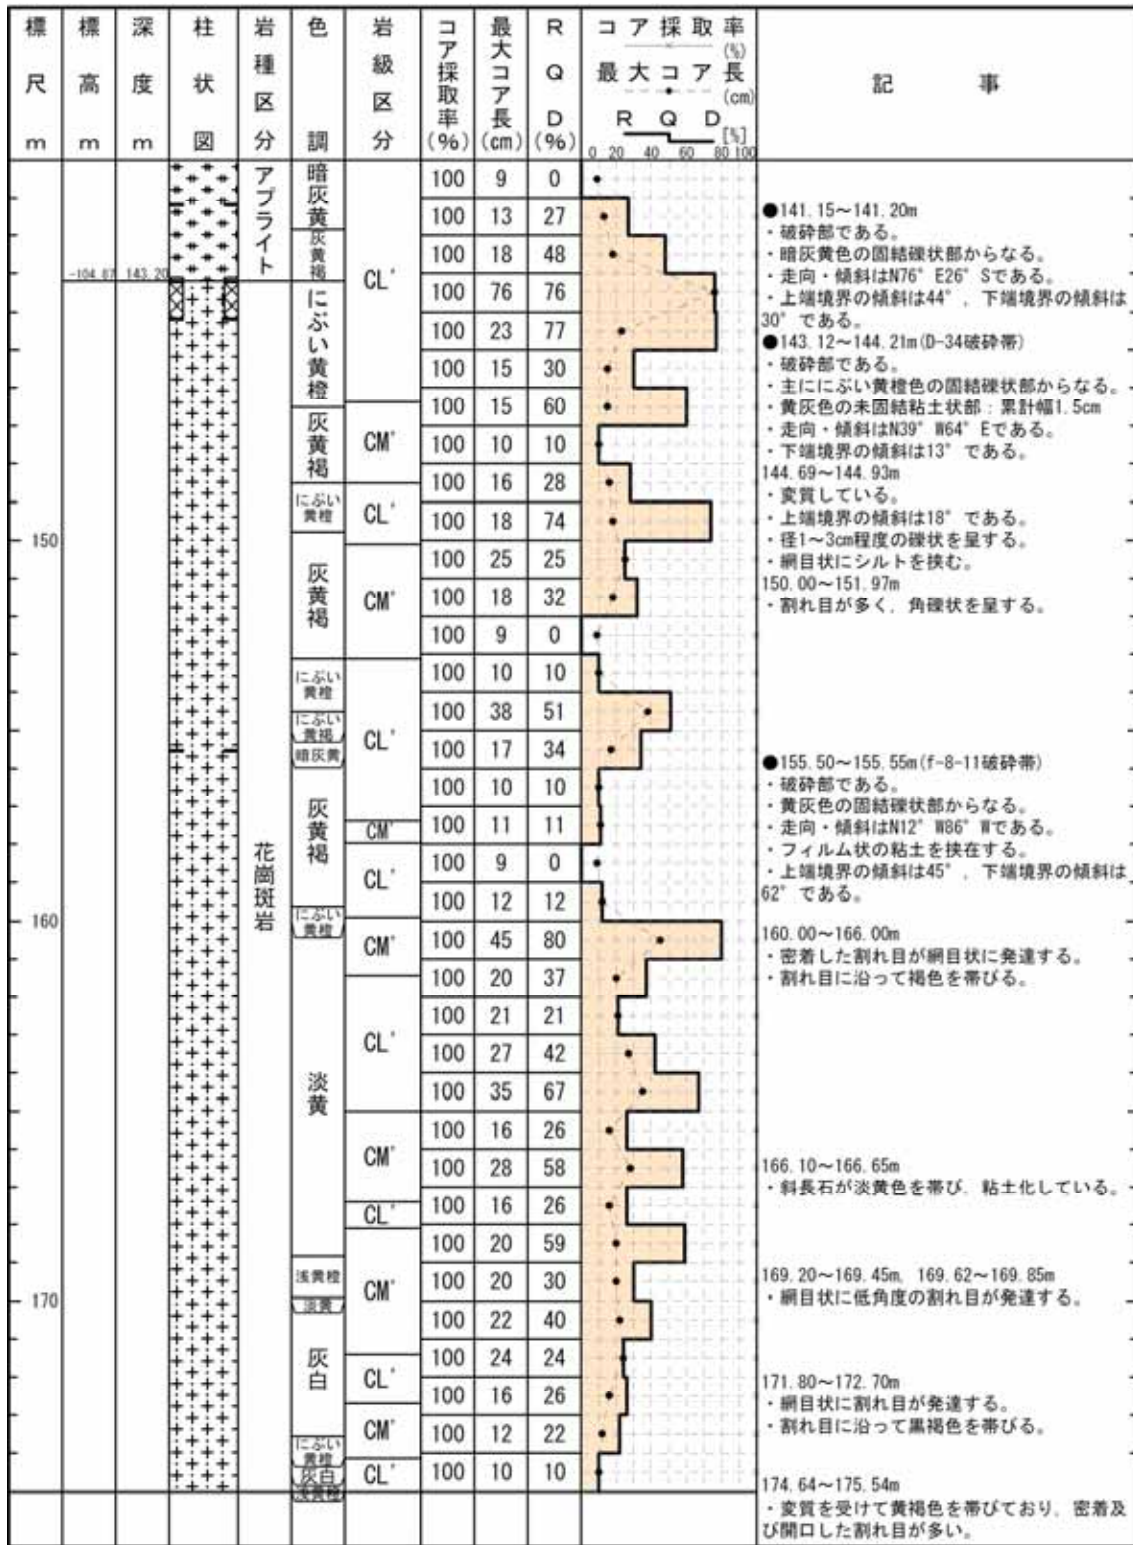 標尺 m
標高 m
深度 m
柱状図
岩種区分
色調
岩級区分
コア採取率(%)
最大コア長(cm)
RQD(%)
コア採取率(%)
最大コア長(cm)
RQD[%]
0 20 40 60 80 100
記事
150
160
170
-104.87 143.20
アプライト
花崗斑岩
暗灰黄
灰黄褐
にぶい黄橙
灰黄褐
にぶい黄橙
灰黄褐
にぶい黄橙
にぶい黄褐
暗灰黄
灰黄褐
にぶい黄橙
淡黄
浅黄橙
淡黄
灰白
にぶい黄橙
灰白
浅黄橙
CL'
CM'
CL'
CM'
CL'
CM'
CL'
CM'
CL'
CM'
CL'
CM'
CL'
CM'
CL'
100 9 0
100 13 27
100 18 48
100 76 76
100 23 77
100 15 30
100 15 60
100 10 10
100 16 28
100 18 74
100 25 25
100 18 32
100 9 0
100 10 10
100 38 51
100 17 34
100 10 10
100 11 11
100 9 0
100 12 12
100 45 80
100 20 37
100 21 21
100 27 42
100 35 67
100 16 26
100 28 58
100 16 26
100 20 59
100 20 30
100 22 40
100 24 24
100 16 26
100 12 22
100 10 10
●141.15～141.20m
・破砕部である。
・暗灰黄色の固結礫状部からなる。
・走向・傾斜はN76°E26°Sである。
・上端境界の傾斜は44°, 下端境界の傾斜は
30°である。
●143.12～144.21m(D-34破砕帯)
・破砕部である。
・主ににぶい黄橙色の固結礫状部からなる。
・黄灰色の未固結粘土状部：累計幅1.5cm
・走向・傾斜はN39°W64°Eである。
・下端境界の傾斜は13°である。
144.69～144.93m
・変質している。
・上端境界の傾斜は18°である。
・径1～3cm程度の礫状を呈する。
・網目状にシルトを挟む。
150.00～151.97m
・割れ目が多く, 角礫状を呈する。
●155.50～155.55m(f-8-11破砕帯)
・破砕部である。
・黄灰色の固結礫状部からなる。
・走向・傾斜はN12°W86°Wである。
・フィルム状の粘土を挟在する。
・上端境界の傾斜は45°, 下端境界の傾斜は
62°である。
160.00～166.00m
・密着した割れ目が網目状に発達する。
・割れ目に沿って褐色を帯びる。
166.10～166.65m
・斜長石が淡黄色を帯び, 粘土化している。
169.20～169.45m, 169.62～169.85m
・網目状に低角度の割れ目が発達する。
171.80～172.70m
・網目状に割れ目が発達する。
・割れ目に沿って黒褐色を帯びる。
174.64～175.54m
・変質を受けて黄褐色を帯びており, 密着及
び開口した割れ目が多い。